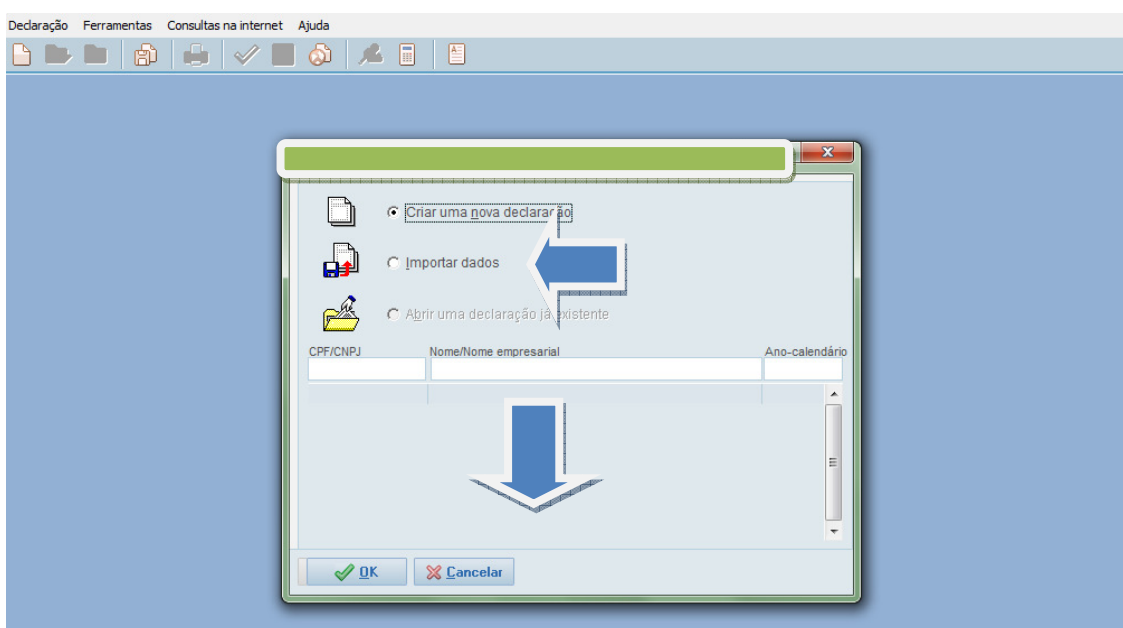 Declaração Ferramentas Consultas na internet Ajuda
Criar uma nova declaração
Importar dados
Abrir uma declaração já existente
CPF/CNPJ Nome/Nome empresarial Ano-calendário
OK Cancelar